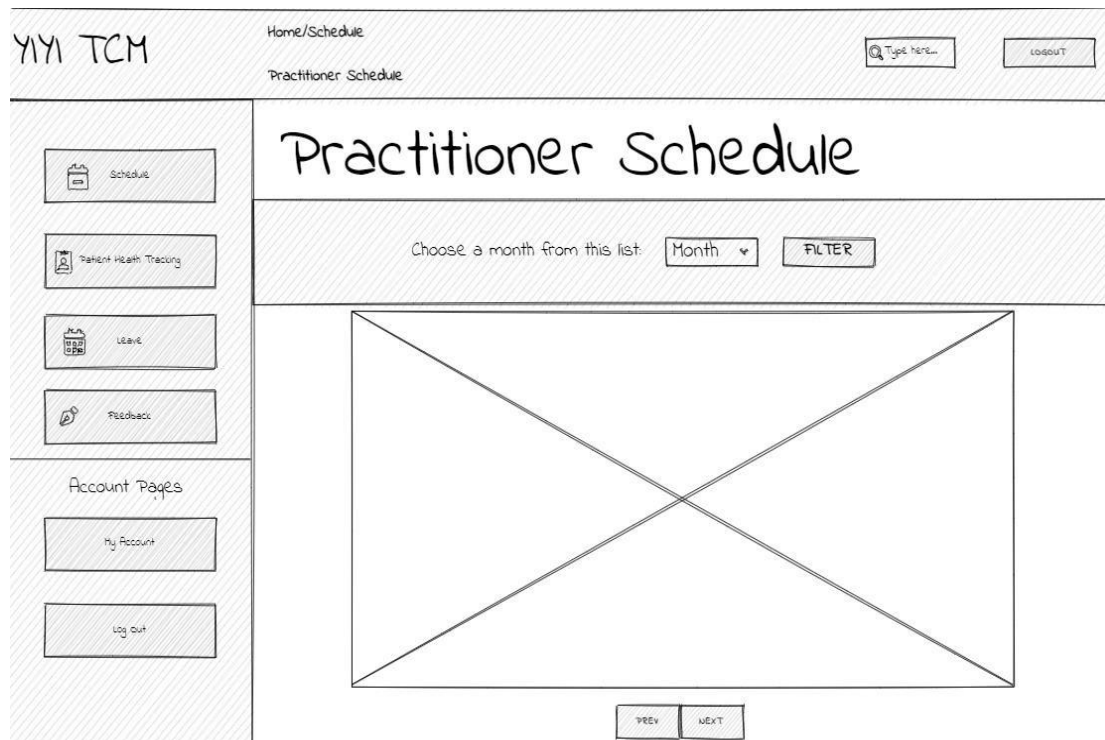 YIYI TCM
Home/Schedule
Practitioner Schedule
Type here...
LOGOUT
Practitioner Schedule
Schedule
Patient Health Tracking
Leave
Feedback
Account Pages
My Account
Log Out
Choose a month from this list:
Month
FILTER
PREV
NEXT